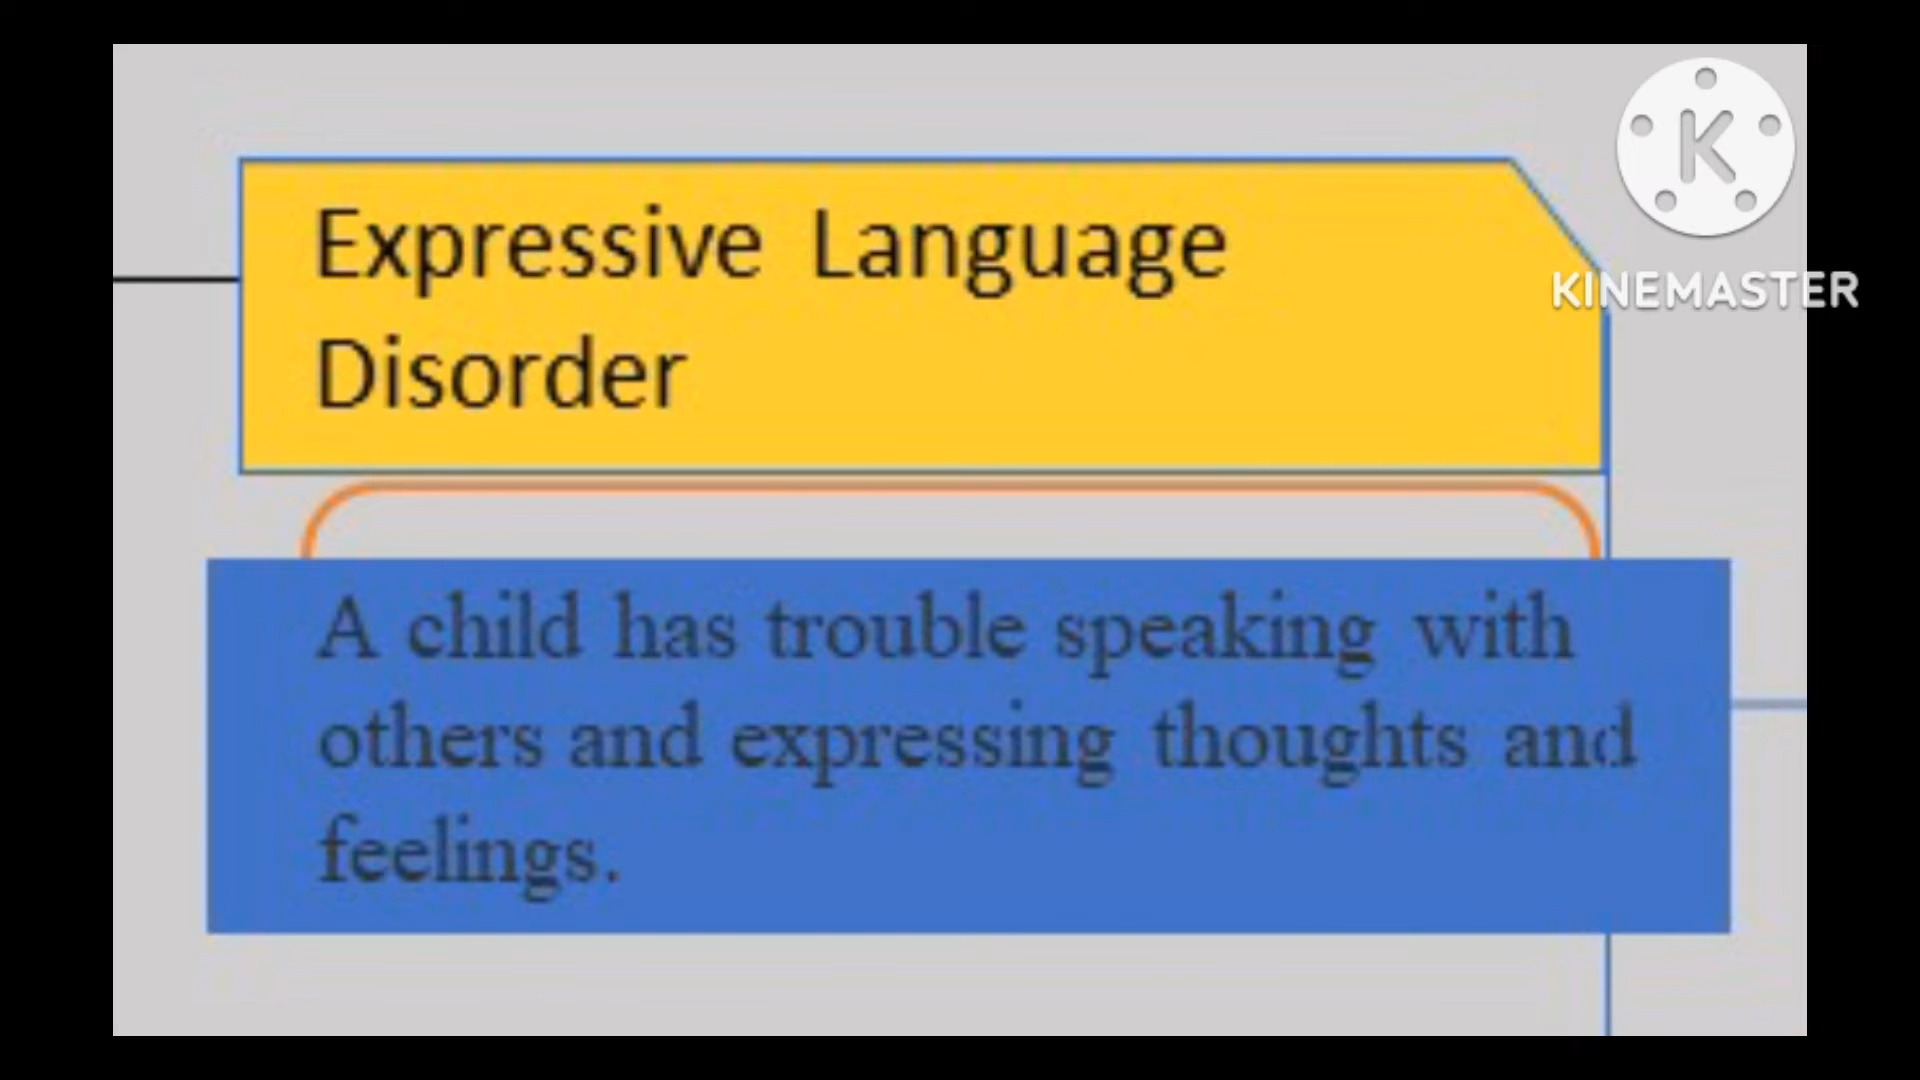 Expressive Language
Disorder
K
KINEMASTER
A child has trouble speaking with
others and expressing thoughts and
feelings.